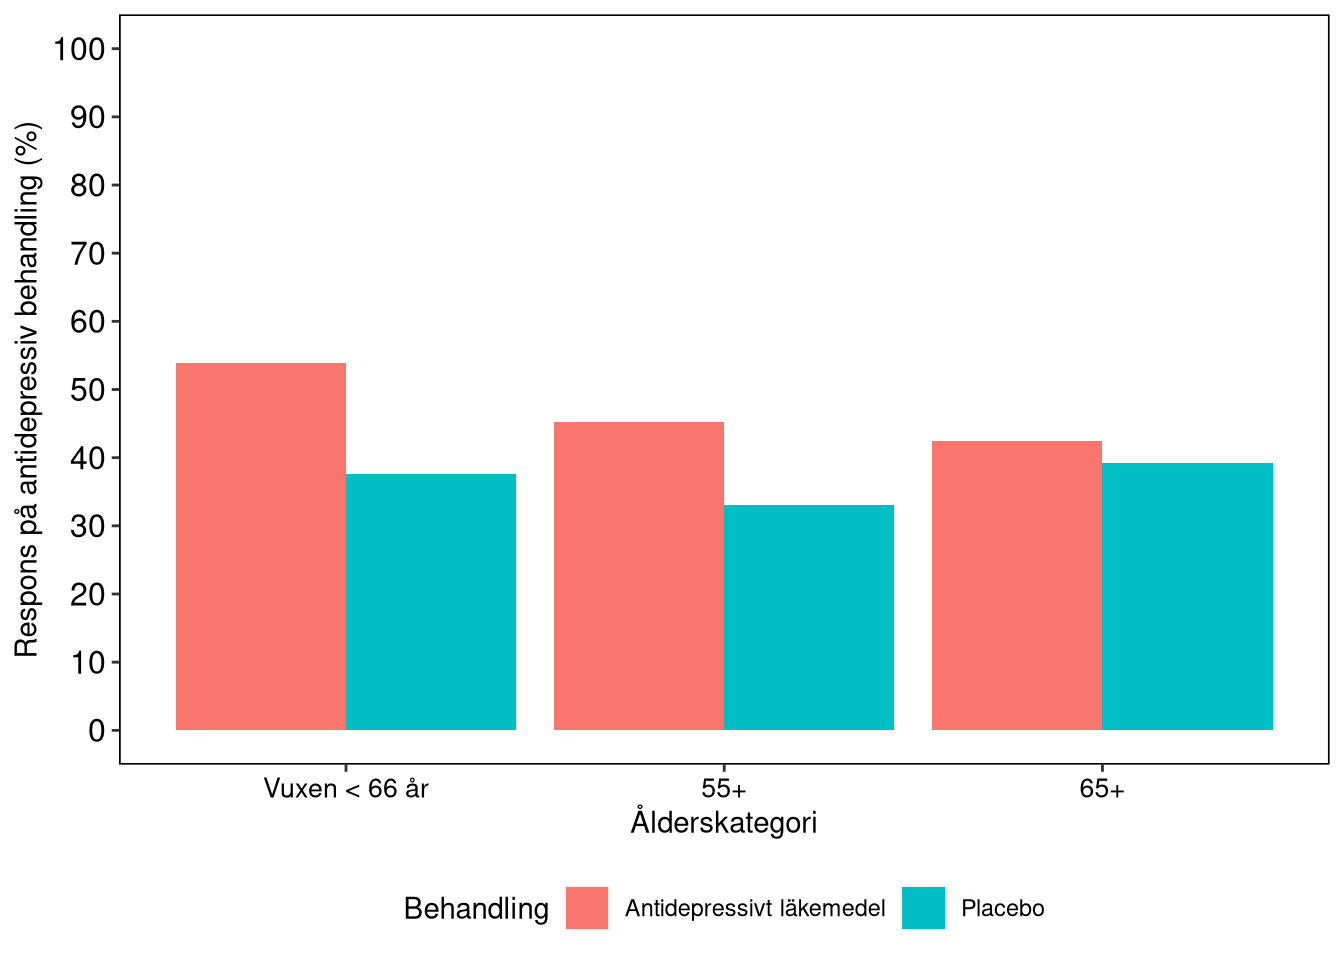 Respons på antidepressiv behandling (%)
100
90
80
70
60
50
40
30
20
10
0
Vuxen < 66 år 55+ 65+
Ålderskategori
Behandling Antidepressivt läkemedel Placebo